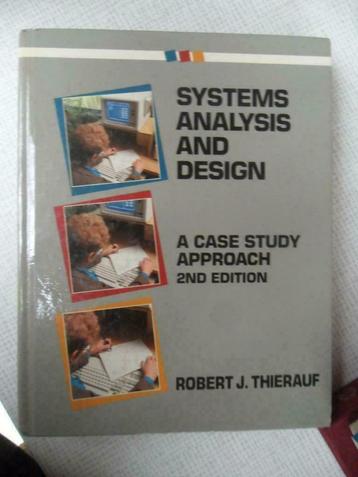 SYSTEMS
ANALYSIS
AND
DESIGN
A CASE STUDY
APPROACH
2ND EDITION
ROBERT J. THIERAUF